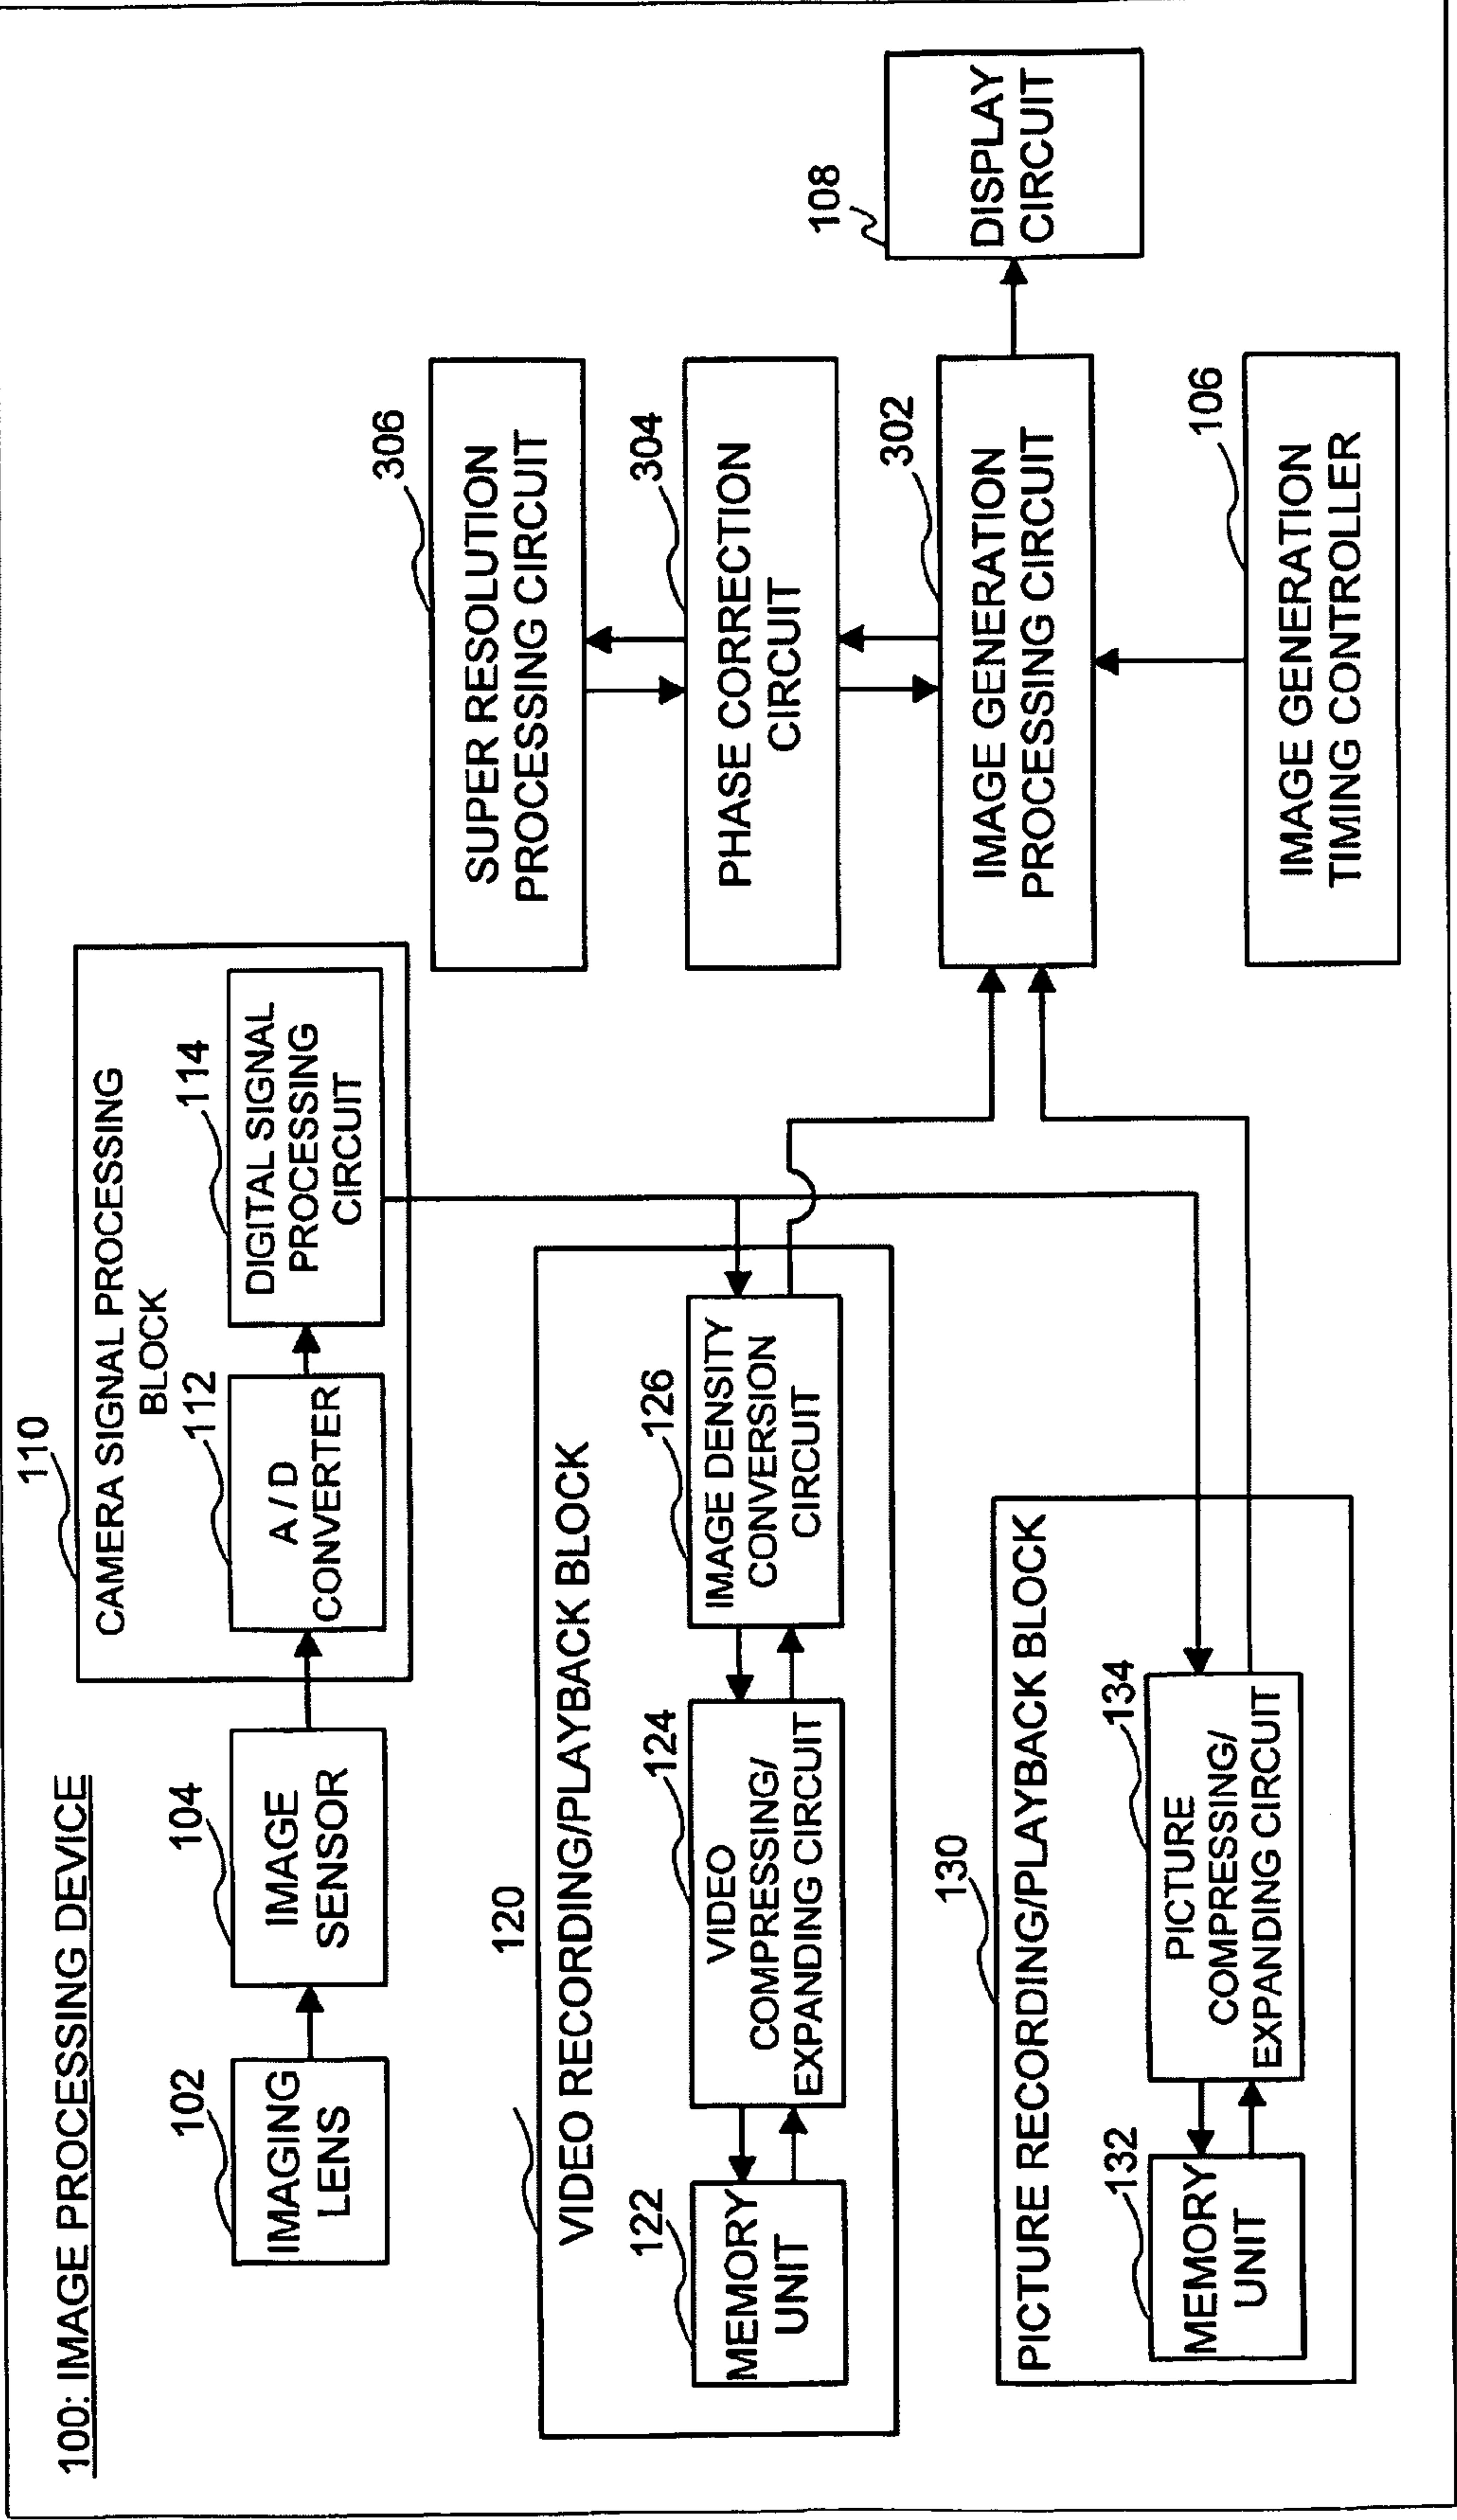 100: IMAGE PROCESSING DEVICE
102
IMAGING
LENS
104
IMAGE
SENSOR
110
CAMERA SIGNAL PROCESSING
BLOCK
112
A / D
CONVERTER
114
DIGITAL SIGNAL
PROCESSING
CIRCUIT
120
VIDEO RECORDING/PLAYBACK BLOCK
122
MEMORY
UNIT
124
VIDEO
COMPRESSING/
EXPANDING CIRCUIT
126
IMAGE DENSITY
CONVERSION
CIRCUIT
130
PICTURE RECORDING/PLAYBACK BLOCK
132
MEMORY
UNIT
134
PICTURE
COMPRESSING/
EXPANDING CIRCUIT
306
SUPER RESOLUTION
PROCESSING CIRCUIT
304
PHASE CORRECTION
CIRCUIT
302
IMAGE GENERATION
PROCESSING CIRCUIT
106
IMAGE GENERATION
TIMING CONTROLLER
108
DISPLAY
CIRCUIT